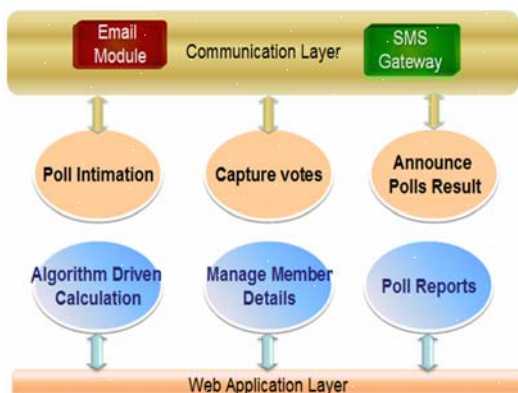 Email
Module
Communication Layer
SMS
Gateway
Poll Intimation
Capture votes
Announce
Polls Result
Algorithm Driven
Calculation
Manage Member
Details
Poll Reports
Web Application Layer